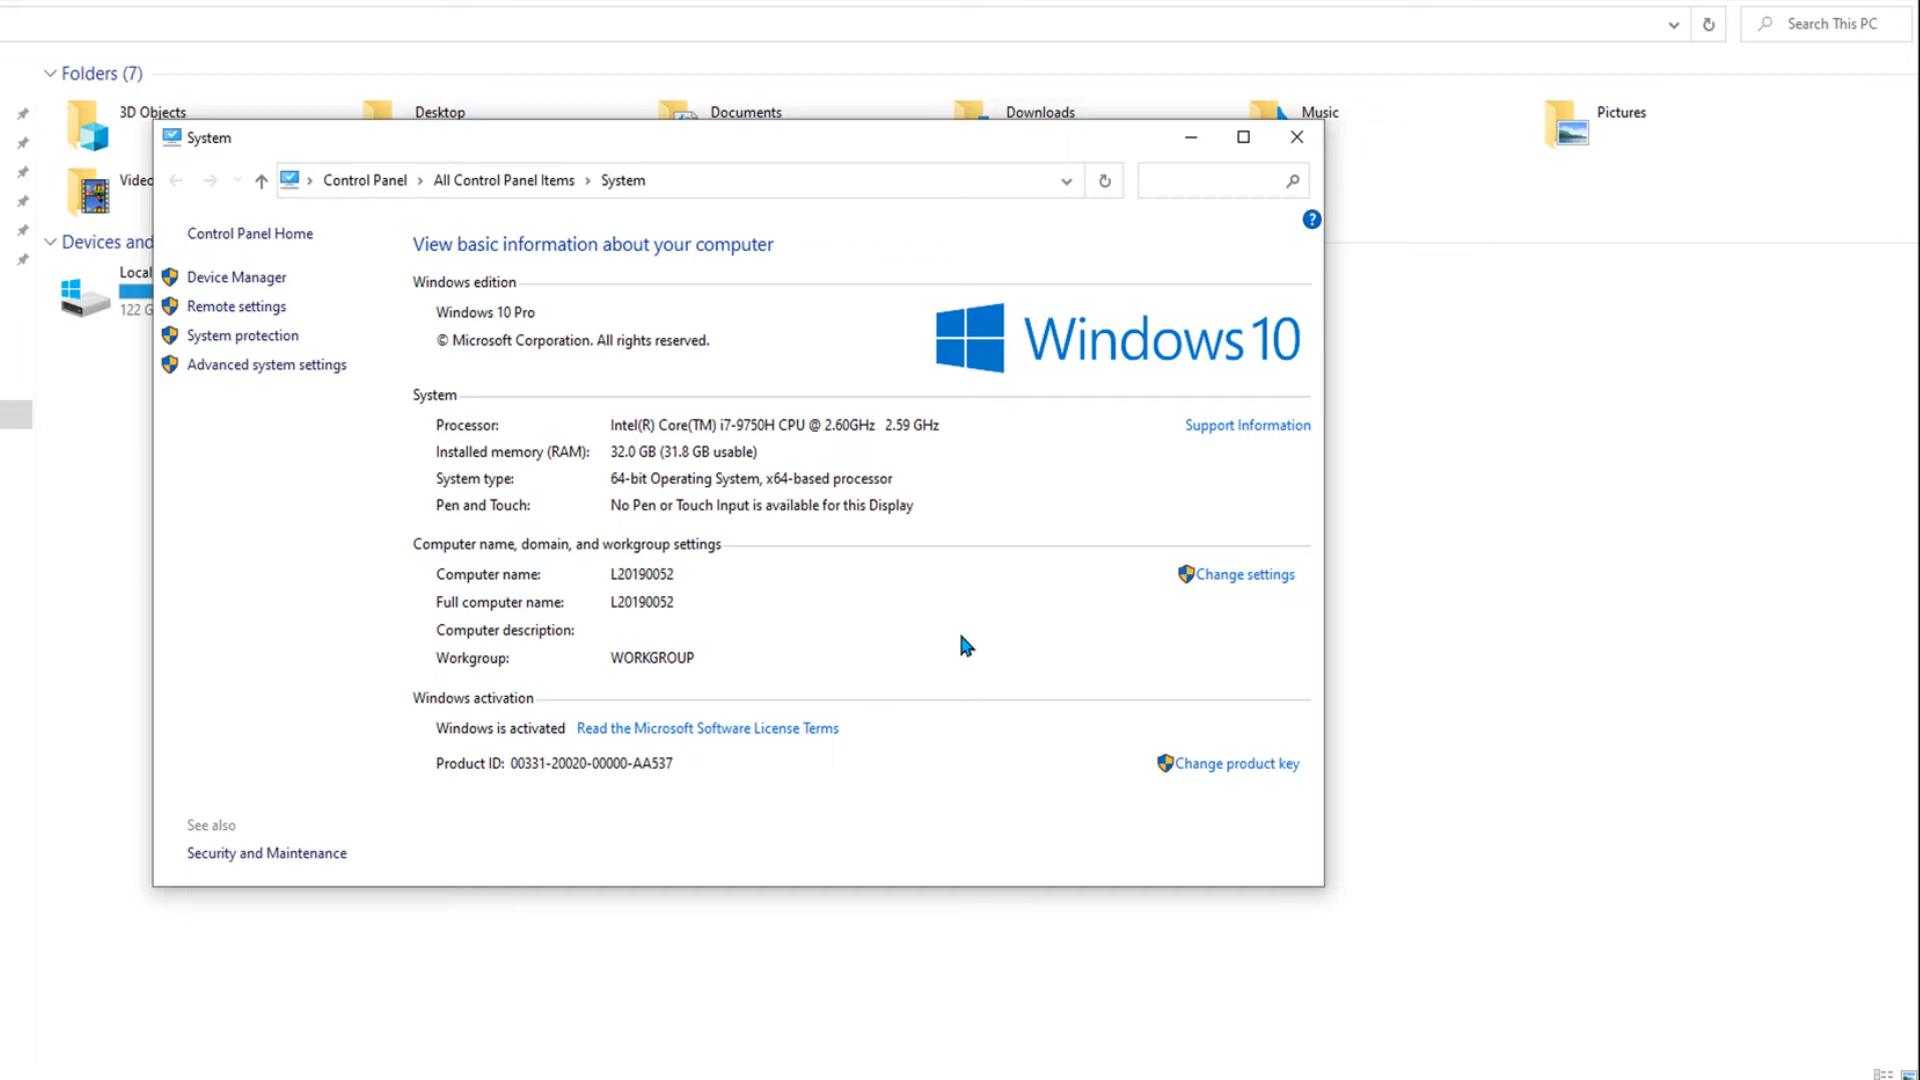 Search This PC
Folders (7)
3D Objects
Desktop
Documents
Downloads
Music
Pictures
System
Video
Control Panel
All Control Panel Items
System
Control Panel Home
?
View basic information about your computer
Devices and
Device Manager
Windows edition
Local
Remote settings
Windows 10 Pro
122 G
System protection
© Microsoft Corporation. All rights reserved.
Windows 10
Advanced system settings
System
Processor: Intel(R) Core(TM) i7-9750H CPU @ 2.60GHz 2.59 GHz
Support Information
Installed memory (RAM): 32.0 GB (31.8 GB usable)
System type: 64-bit Operating System, x64-based processor
Pen and Touch: No Pen or Touch Input is available for this Display
Computer name, domain, and workgroup settings
Computer name: L20190052
Change settings
Full computer name: L20190052
Computer description:
Workgroup: WORKGROUP
Windows activation
Windows is activated Read the Microsoft Software License Terms
Product ID: 00331-20020-00000-AA537
Change product key
See also
Security and Maintenance